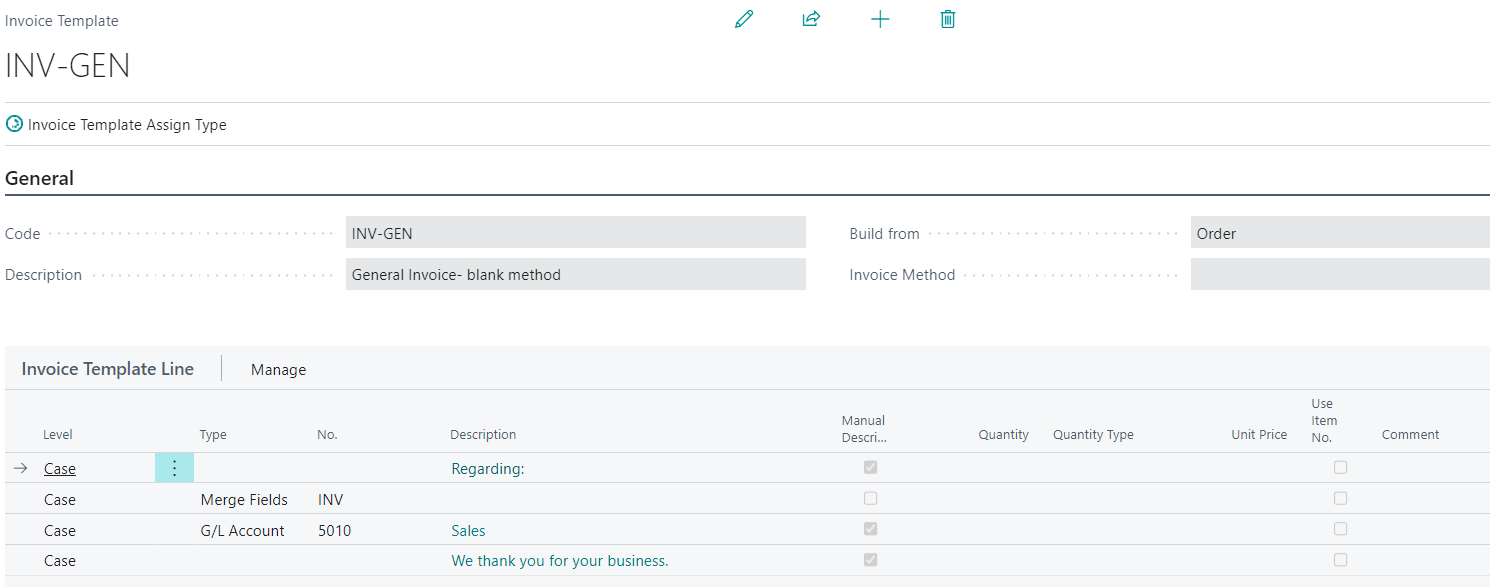 Invoice Template
INV-GEN
Invoice Template Assign Type
General
Code INV-GEN Build from Order
Description General Invoice- blank method Invoice Method
Invoice Template Line Manage
Level Type No. Description Manual Descri... Quantity Quantity Type Unit Price Use Item No. Comment
Case Regarding:
Case Merge Fields INV
Case G/L Account 5010 Sales
Case We thank you for your business.